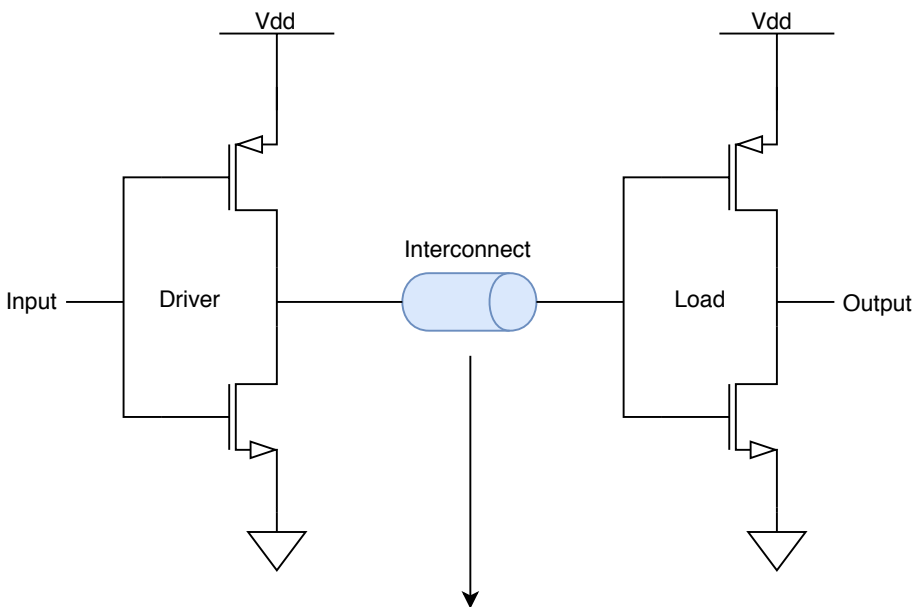 Vdd
Vdd
Interconnect
Input
Driver
Load
Output